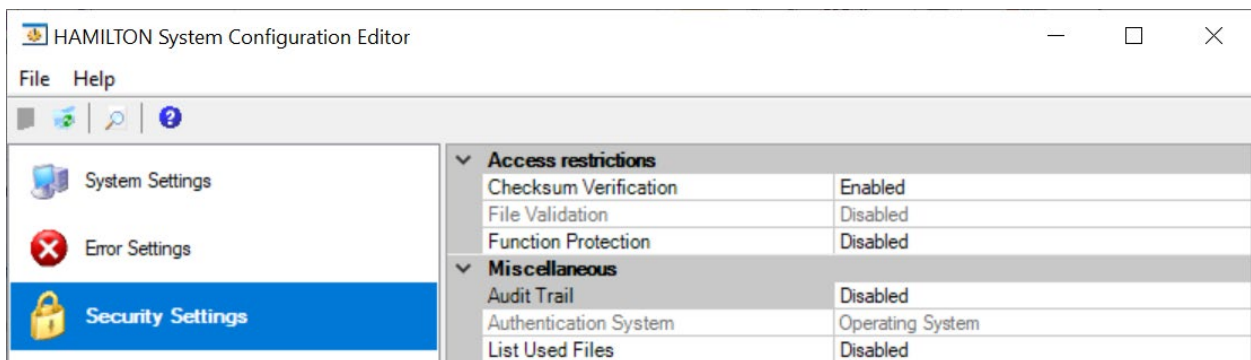 HAMILTON System Configuration Editor
File Help
System Settings
Error Settings
Security Settings
Access restrictions
Checksum Verification Enabled
File Validation Disabled
Function Protection Disabled
Miscellaneous
Audit Trail Disabled
Authentication System Operating System
List Used Files Disabled